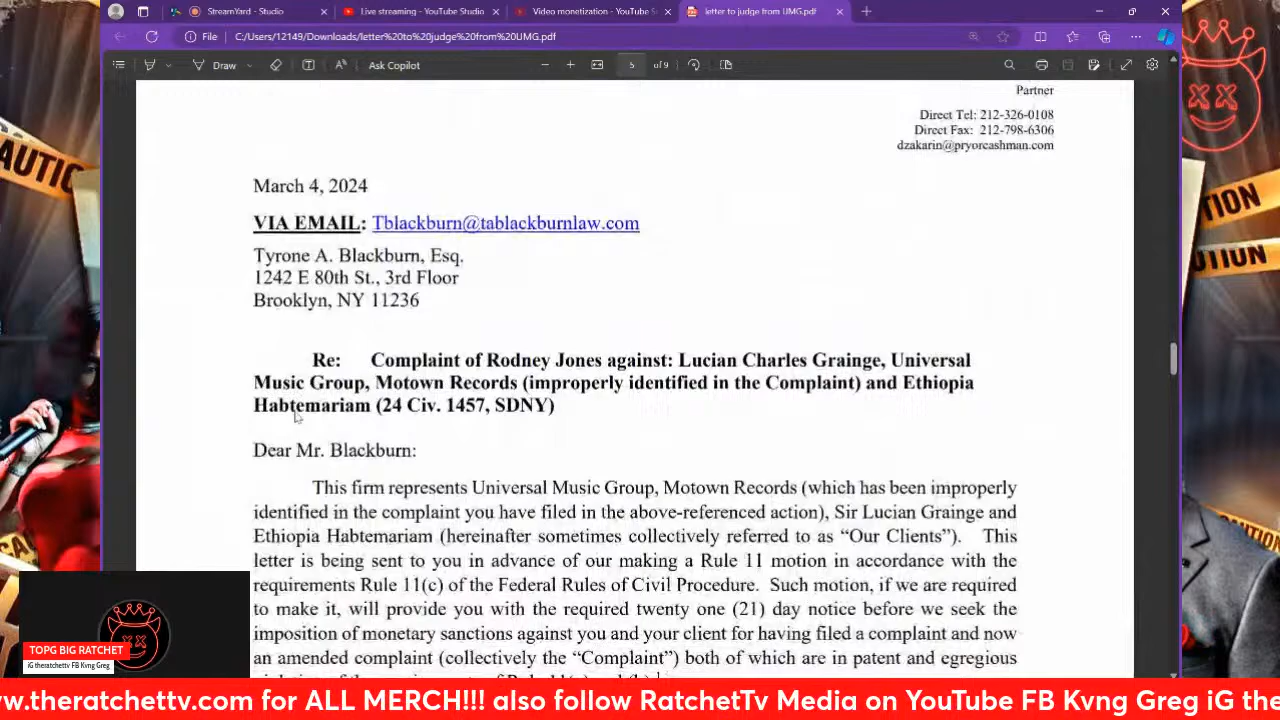 StreamYard - Studio
Live streaming - YouTube Studio
Video monetization - YouTube S
letter to judge from UMG.pdf
File C:/Users/12149/Downloads/letter%20to%20judge%20from%20UMG.pdf
Draw
Ask Copilot
5 of 9
Partner
Direct Tel: 212-326-0108
Direct Fax: 212-798-6306
dzakarin@pryorcashman.com
March 4, 2024
VIA EMAIL: Tblackburn@tablackburnlaw.com
Tyrone A. Blackburn, Esq.
1242 E 80th St., 3rd Floor
Brooklyn, NY 11236
Re: Complaint of Rodney Jones against: Lucian Charles Grainge, Universal
Music Group, Motown Records (improperly identified in the Complaint) and Ethiopia
Habtemariam (24 Civ. 1457, SDNY)
Dear Mr. Blackburn:
This firm represents Universal Music Group, Motown Records (which has been improperly
identified in the complaint you have filed in the above-referenced action), Sir Lucian Grainge and
Ethiopia Habtemariam (hereinafter sometimes collectively referred to as “Our Clients”). This
letter is being sent to you in advance of our making a Rule 11 motion in accordance with the
requirements Rule 11(c) of the Federal Rules of Civil Procedure. Such motion, if we are required
to make it, will provide you with the required twenty one (21) day notice before we seek the
imposition of monetary sanctions against you and your client for having filed a complaint and now
an amended complaint (collectively the “Complaint”) both of which are in patent and egregious
AUTIC
UTION
UTION
TOPG BIG RATCHET
iG theratchettv FB Kvng Greg
w.theratchettv.com for ALL MERCH!!! also follow RatchetTv Media on YouTube FB Kvng Greg iG the